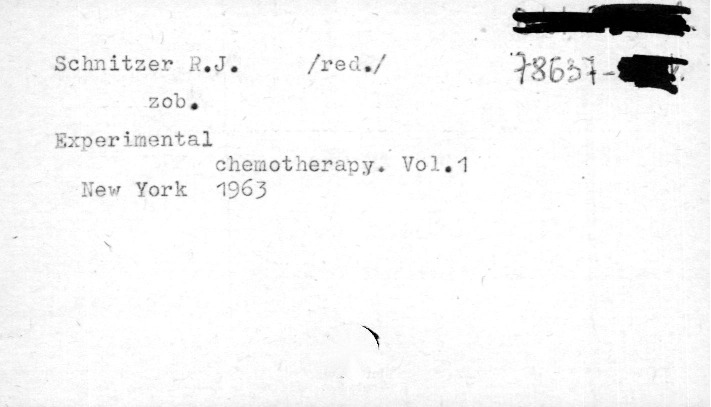 Schnitzer R.J. /red./ 78637-
zob.
Experimental
chemotherapy. Vol.1
New York 1963